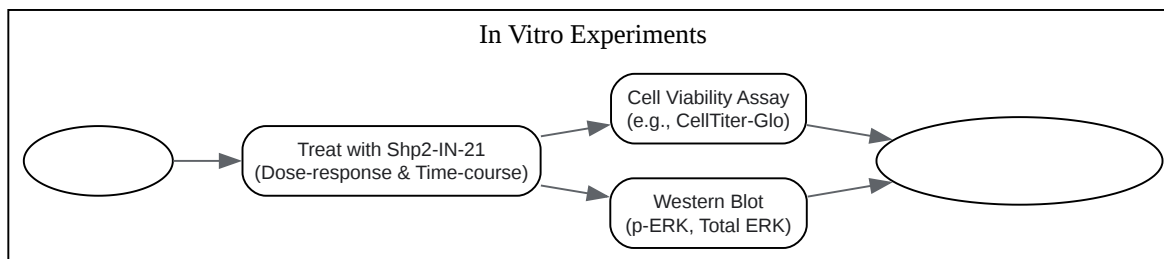 In Vitro Experiments
Treat with Shp2-IN-21
(Dose-response & Time-course)
Cell Viability Assay
(e.g., CellTiter-Glo)
Western Blot
(p-ERK, Total ERK)